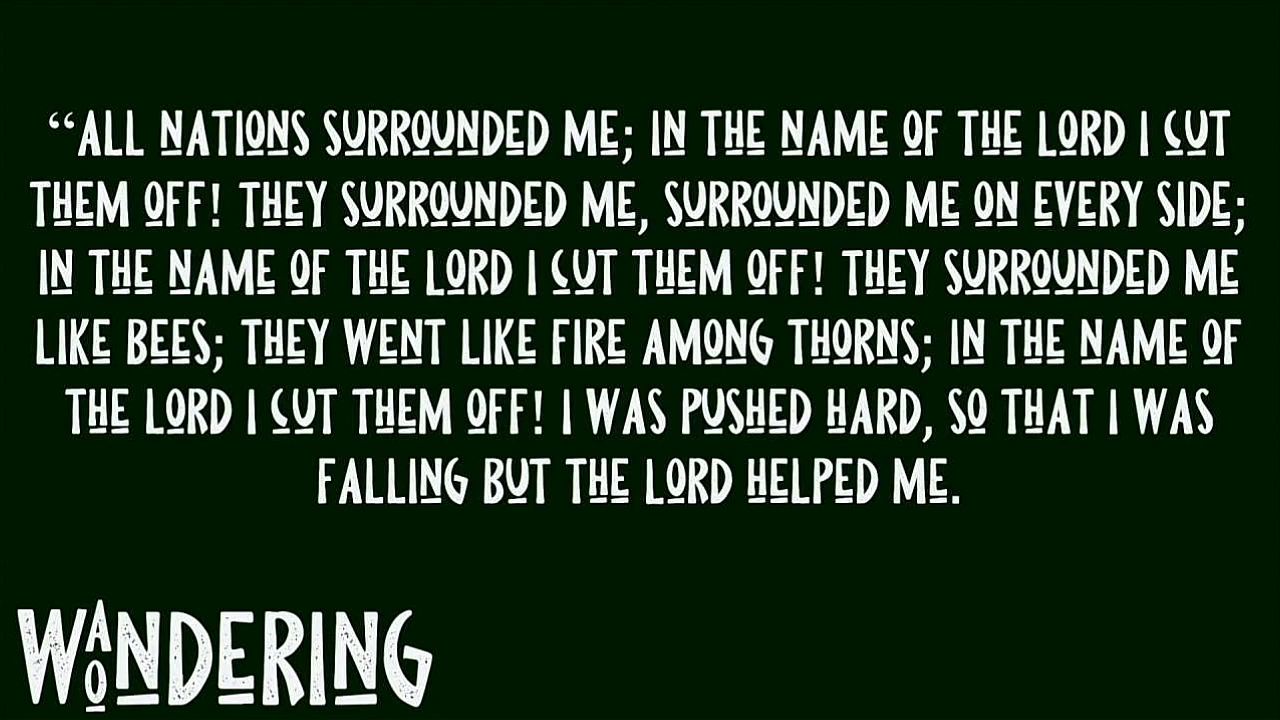 “ALL NATIONS SURROUNDED ME; IN THE NAME OF THE LORD I CUT
THEM OFF! THEY SURROUNDED ME, SURROUNDED ME ON EVERY SIDE;
IN THE NAME OF THE LORD I CUT THEM OFF! THEY SURROUNDED ME
LIKE BEES; THEY WENT LIKE FIRE AMONG THORNS; IN THE NAME OF
THE LORD I CUT THEM OFF! I WAS PUSHED HARD, SO THAT I WAS
FALLING BUT THE LORD HELPED ME.
WAONDERING